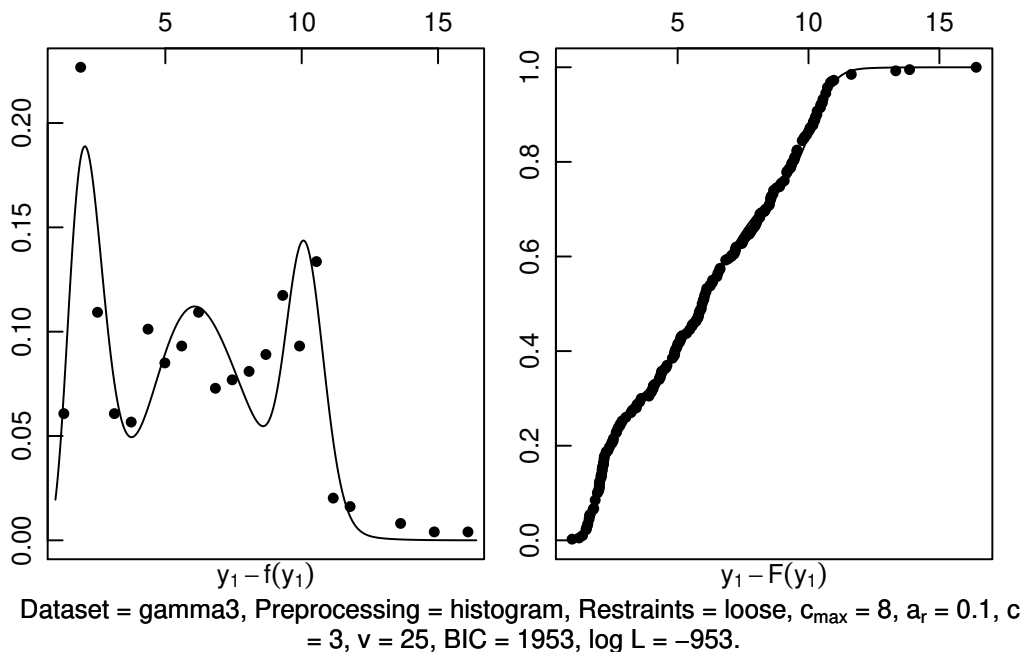 5 10 15
5 10 15
0.00 0.05 0.10 0.15 0.20
0.0 0.2 0.4 0.6 0.8 1.0
y₁ − f(y₁)
y₁ − F(y₁)
Dataset = gamma3, Preprocessing = histogram, Restraints = loose, cₘₐₓ = 8, aᵣ = 0.1, c
= 3, v = 25, BIC = 1953, log L = −953.